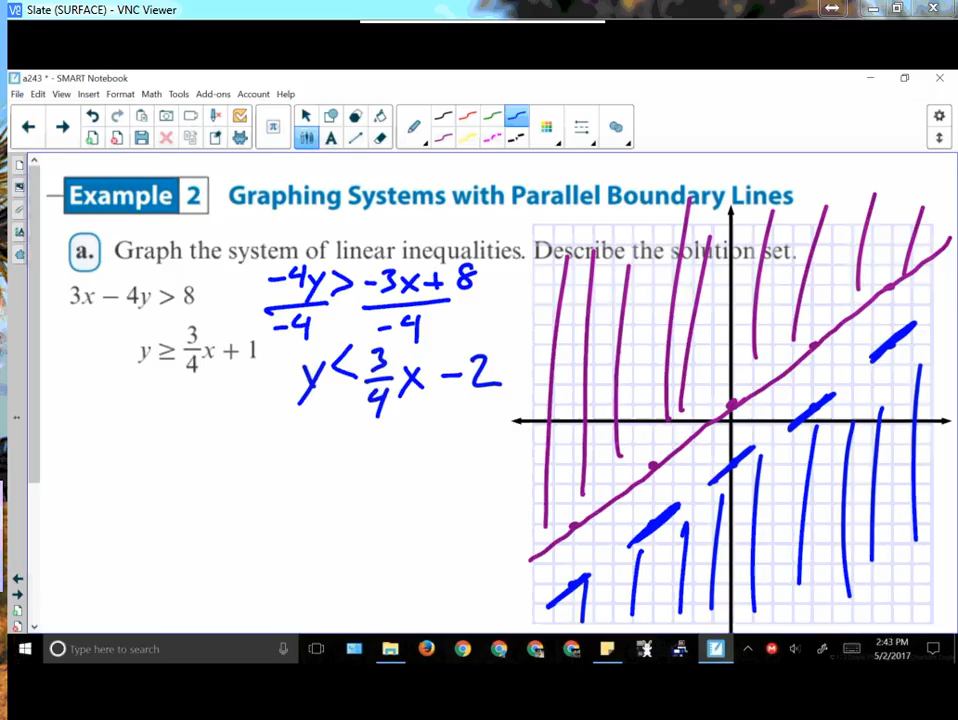 Slate (SURFACE) - VNC Viewer
a243 * - SMART Notebook
File Edit View Insert Format Math Tools Add-ons Account Help
Example 2 Graphing Systems with Parallel Boundary Lines
a. Graph the system of linear inequalities. Describe the solution set.
3x − 4y > 8
y ≥ 3/4 x + 1
-4y > -3x + 8
-4 -4
y < 3/4 x - 2
Type here to search
2:43 PM
5/2/2017